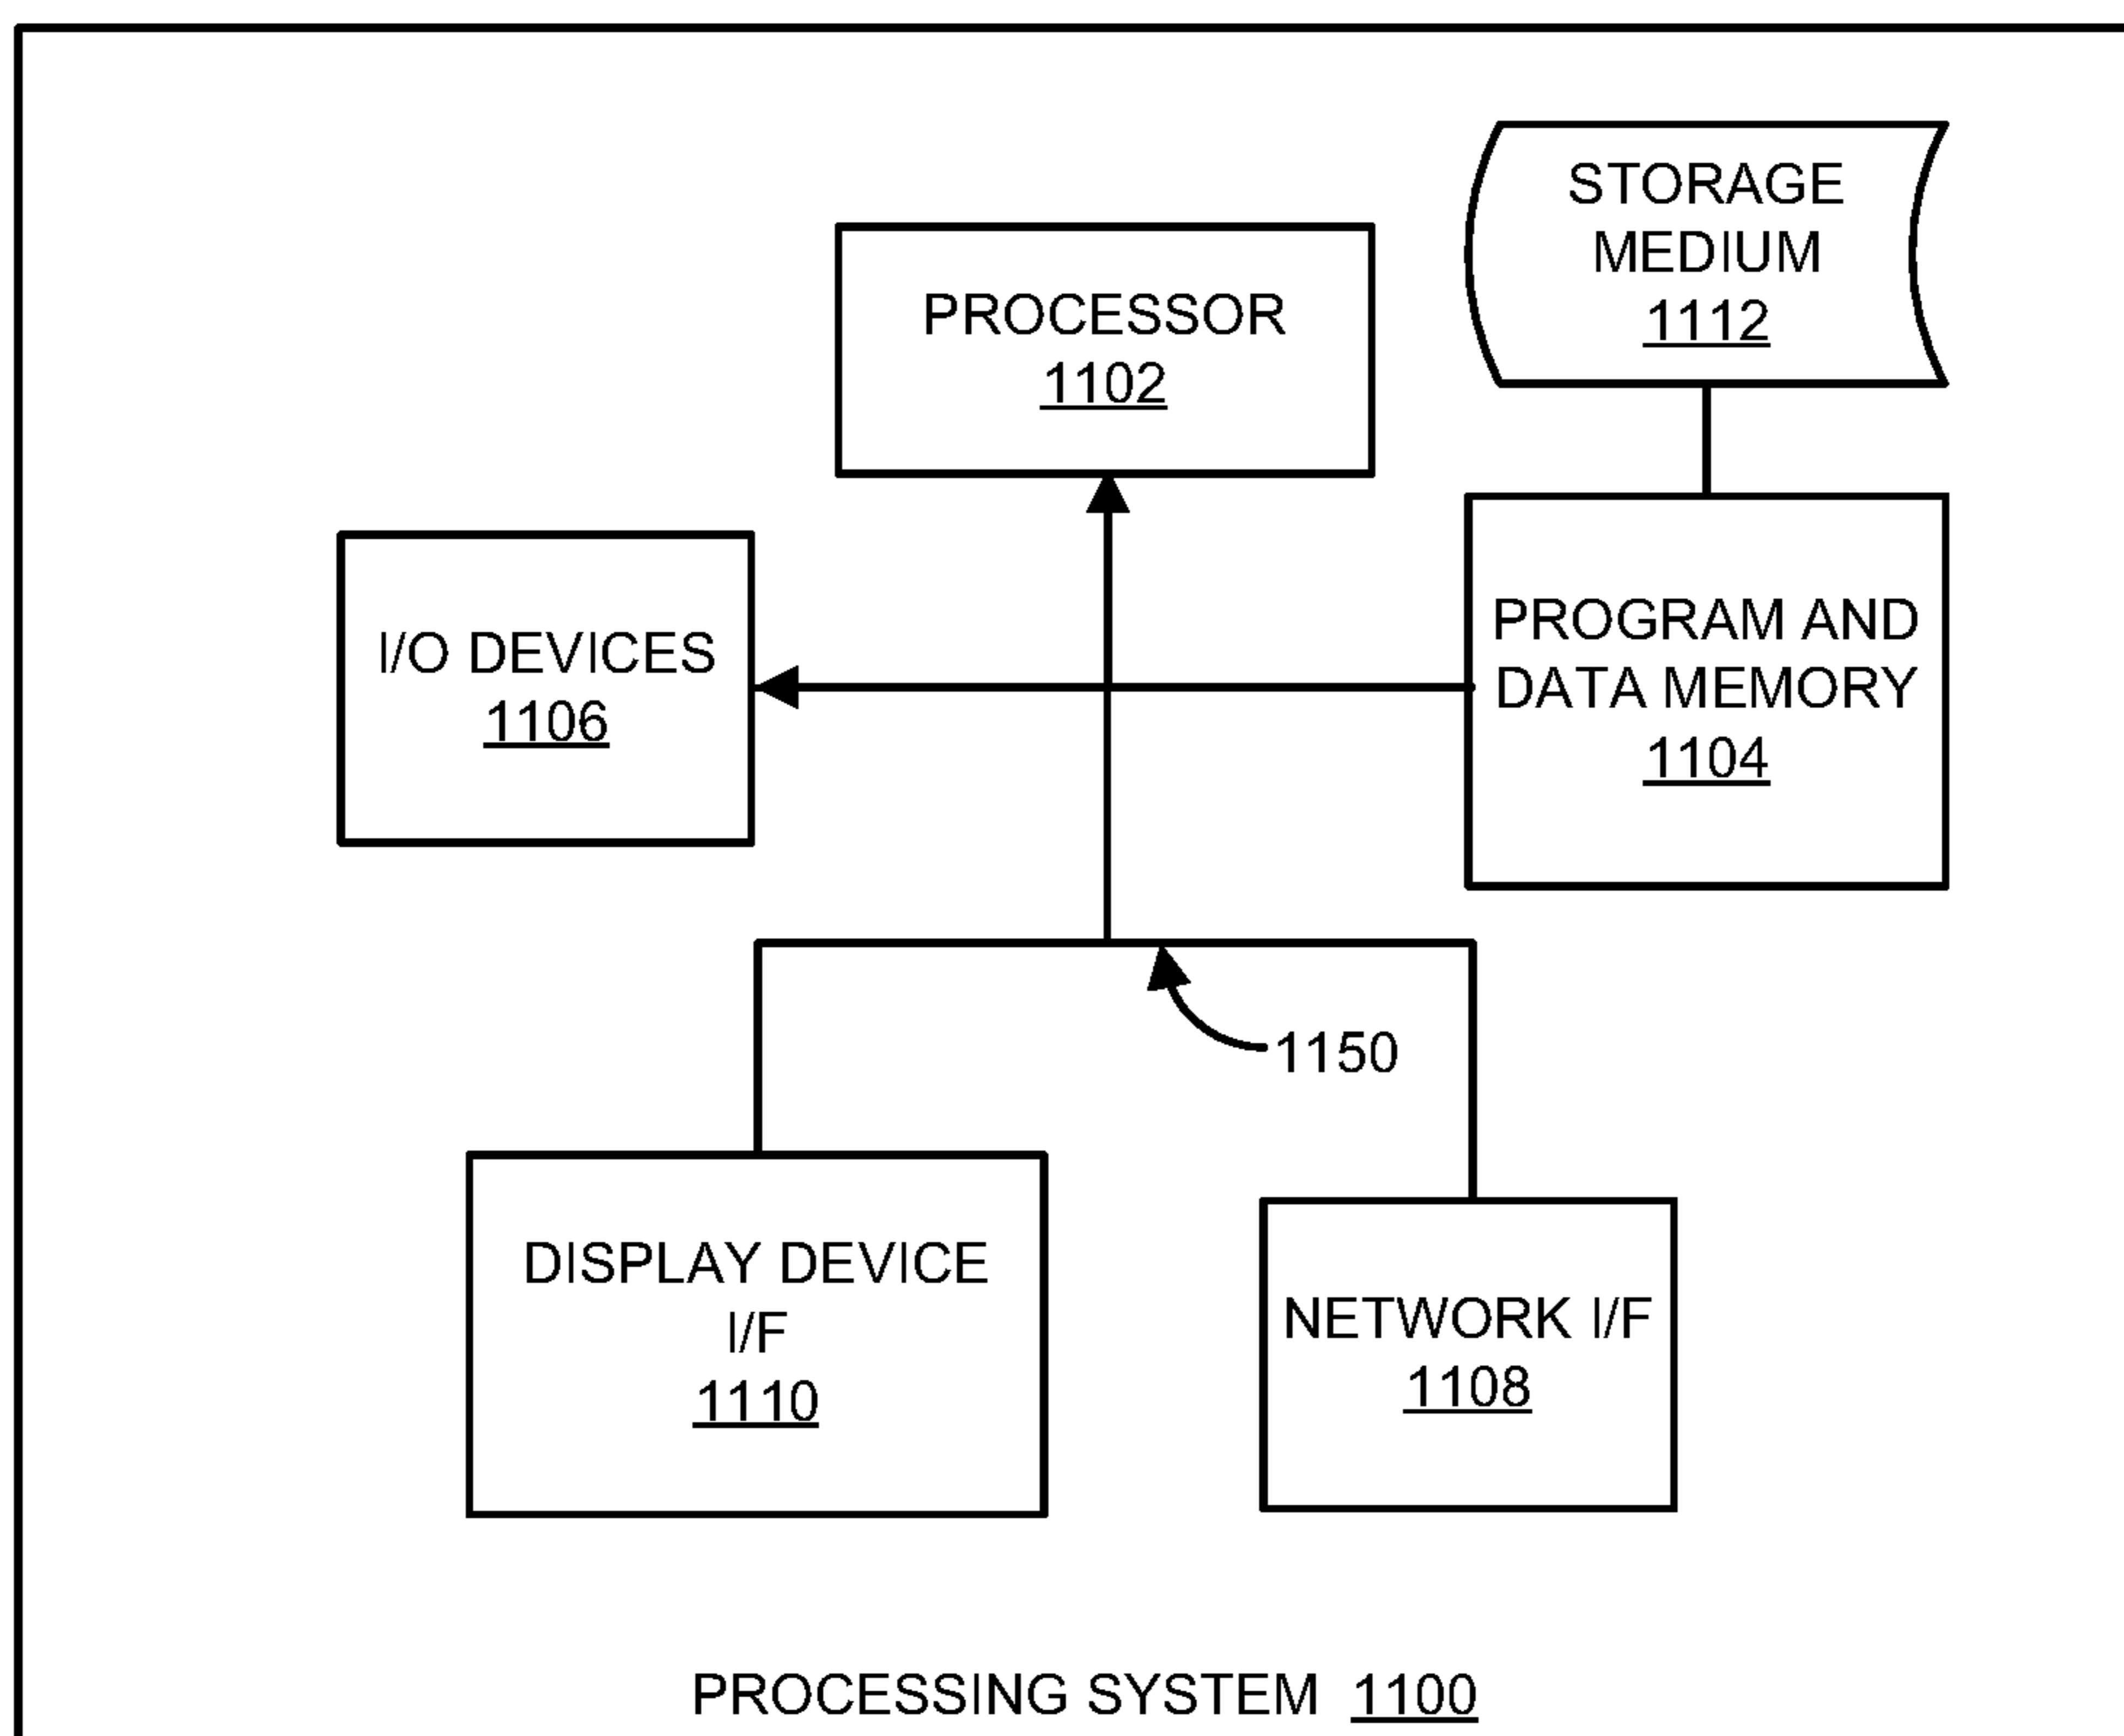 STORAGE
MEDIUM
1112
PROCESSOR
1102
I/O DEVICES
1106
PROGRAM AND
DATA MEMORY
1104
1150
DISPLAY DEVICE
I/F
1110
NETWORK I/F
1108
PROCESSING SYSTEM 1100